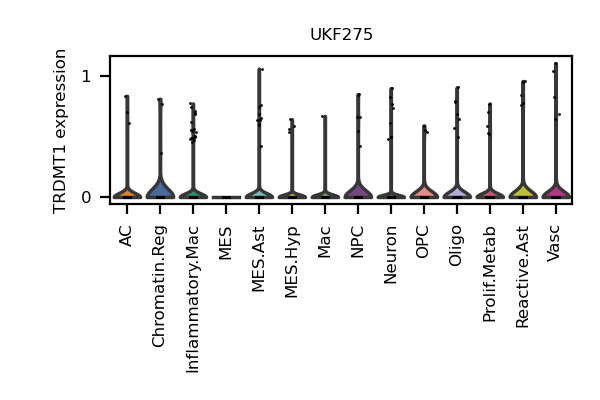 UKF275
TRDMT1 expression
1
0
AC
Chromatin.Reg
Inflammatory.Mac
MES
MES.Ast
MES.Hyp
Mac
NPC
Neuron
OPC
Oligo
Prolif.Metab
Reactive.Ast
Vasc